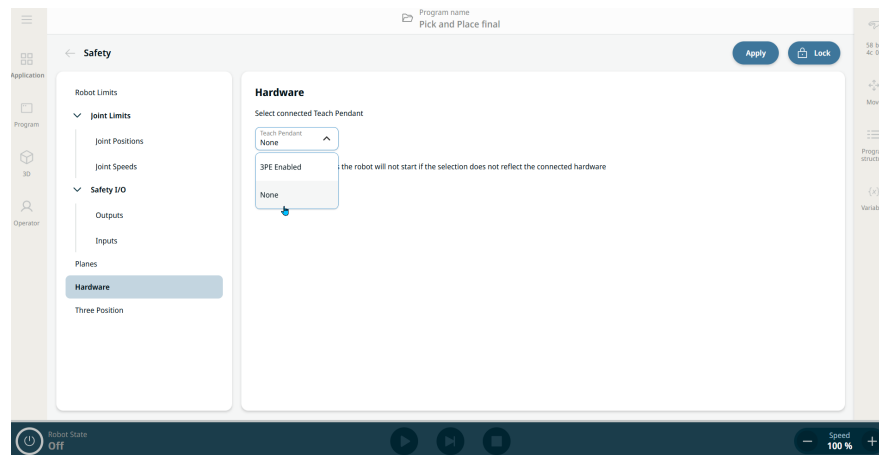 Program name
Pick and Place final
Safety
Apply
Lock
Application
Program
3D
Operator
Robot Limits
Joint Limits
Joint Positions
Joint Speeds
Safety I/O
Outputs
Inputs
Planes
Hardware
Three Position
Hardware
Select connected Teach Pendant
Teach Pendant
None
3PE Enabled
the robot will not start if the selection does not reflect the connected hardware
None
Robot State
Off
Speed
100 %